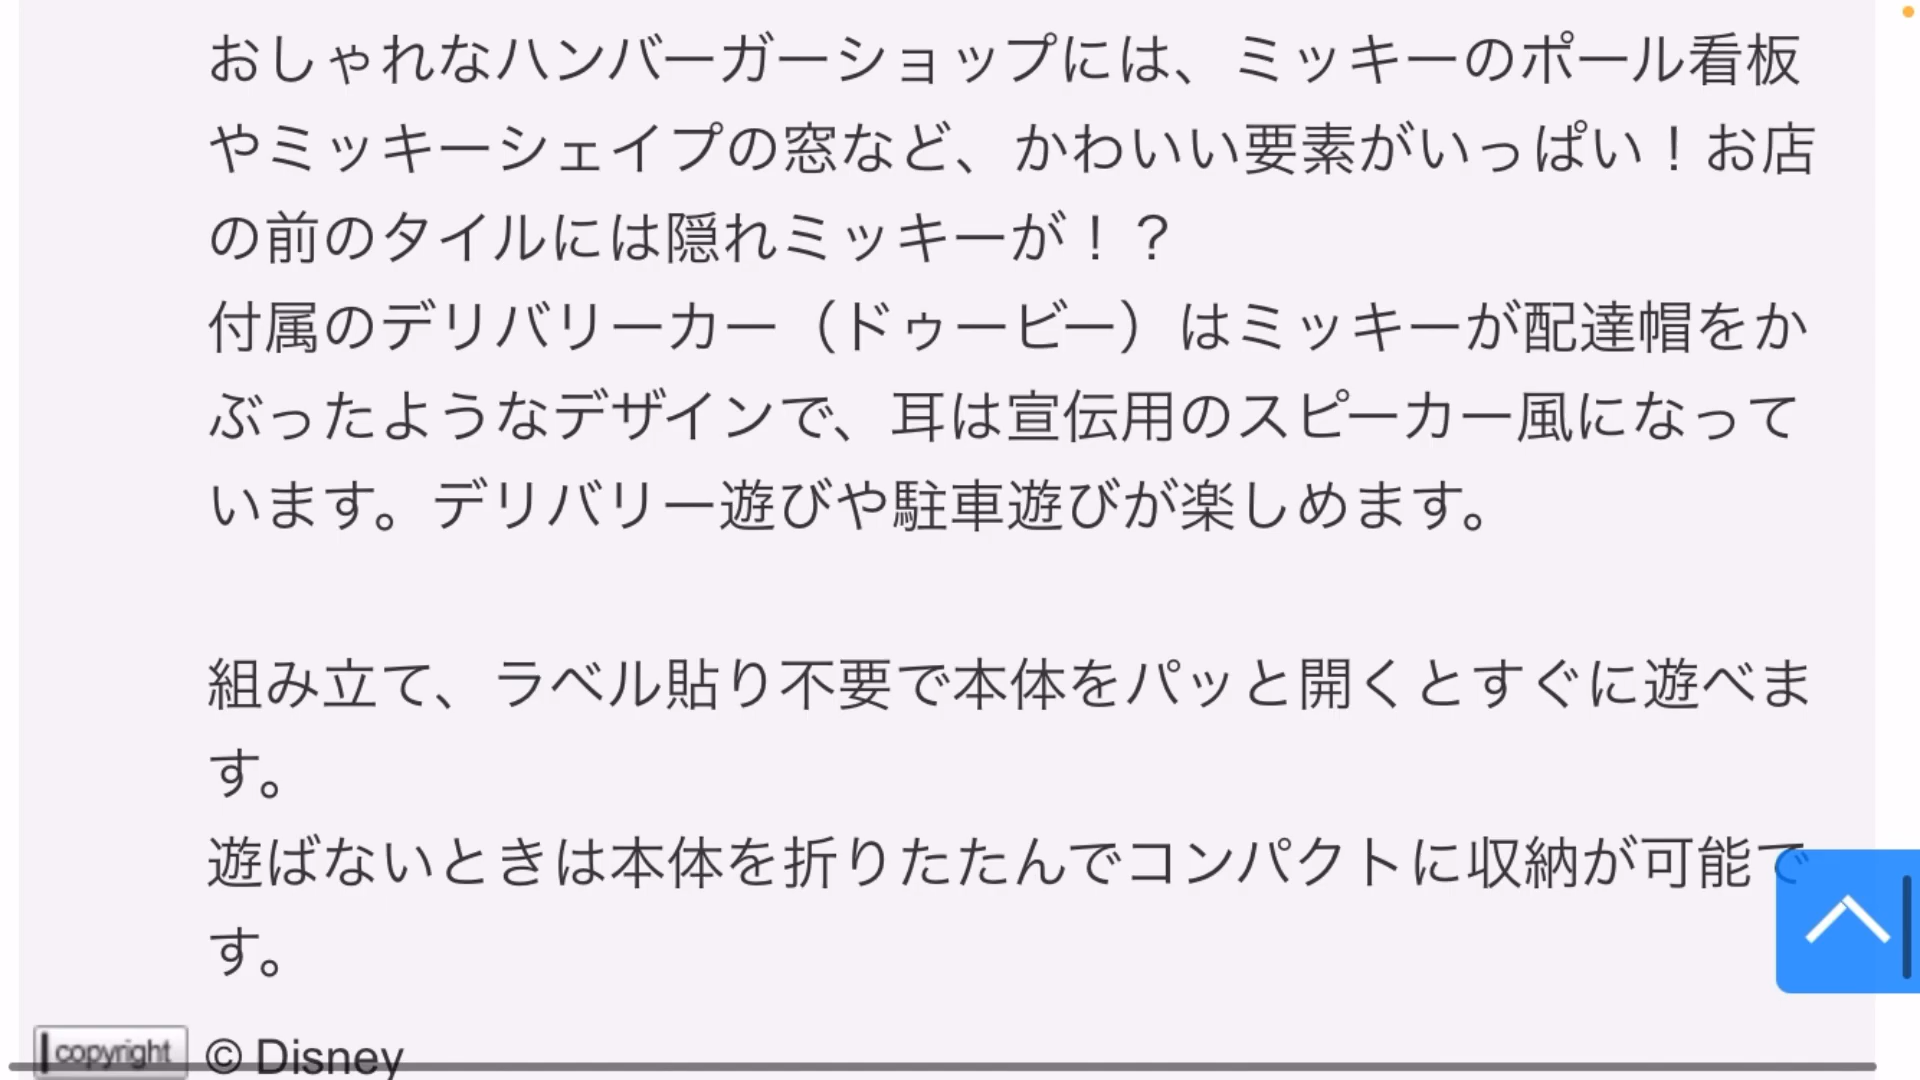 おしゃれなハンバーガーショップには、ミッキーのポール看板
やミッキーシェイプの窓など、かわいい要素がいっぱい！お店
の前のタイルには隠れミッキーが！？
付属のデリバリーカー（ドゥービー）はミッキーが配達帽をか
ぶったようなデザインで、耳は宣伝用のスピーカー風になって
います。デリバリー遊びや駐車遊びが楽しめます。
組み立て、ラベル貼り不要で本体をパッと開くとすぐに遊べま
す。
遊ばないときは本体を折りたたんでコンパクトに収納が可能で
す。
copyright © Disney